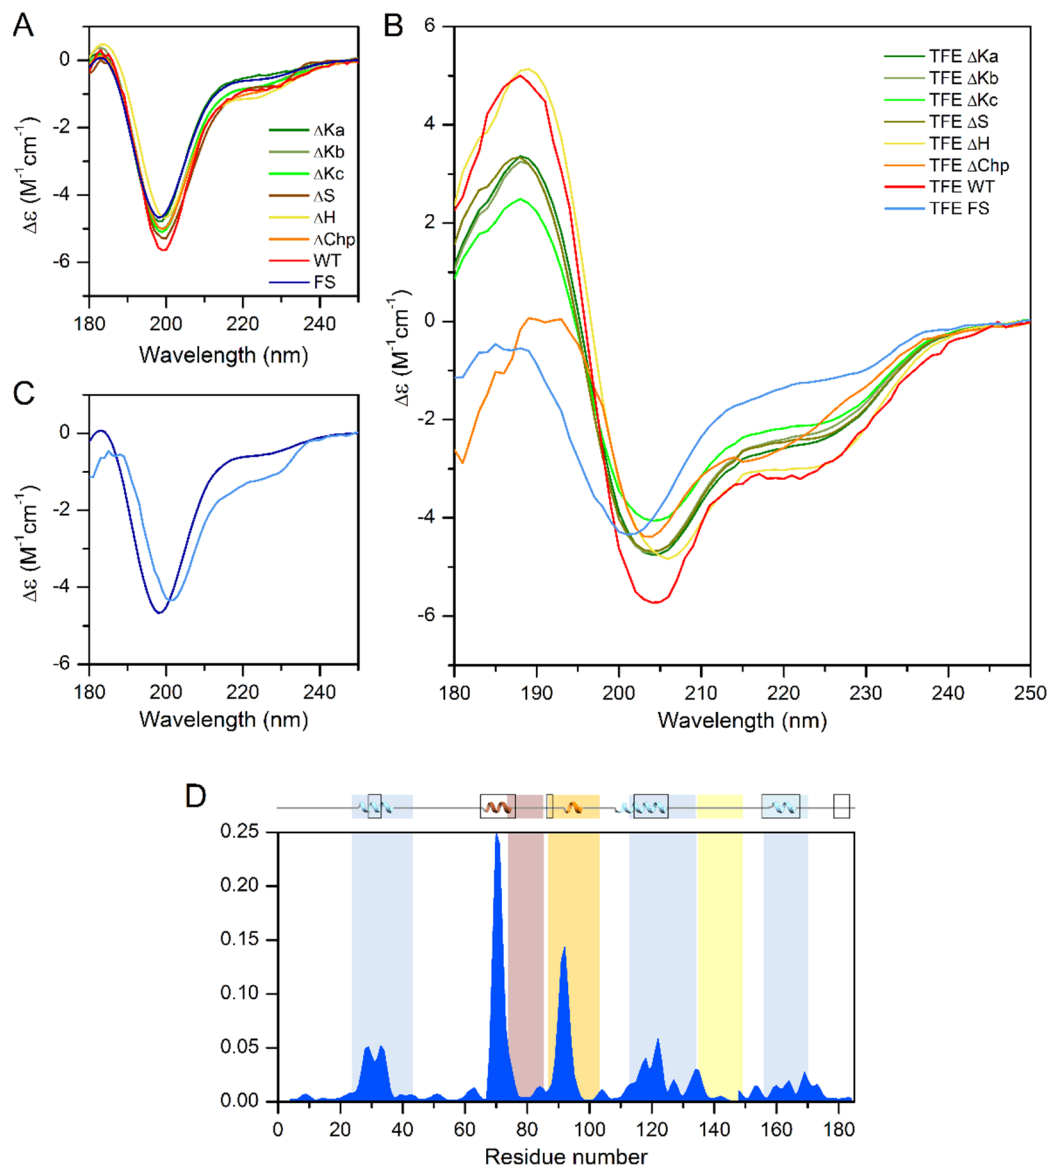 A
0
-2
-4
-6
180
200
220
240
Δε (M⁻¹cm⁻¹)
Wavelength (nm)
ΔKa
ΔKb
ΔKc
ΔS
ΔH
ΔChp
WT
FS
B
6
4
2
0
-2
-4
-6
180
190
200
210
220
230
240
250
Δε (M⁻¹cm⁻¹)
Wavelength (nm)
TFE ΔKa
TFE ΔKb
TFE ΔKc
TFE ΔS
TFE ΔH
TFE ΔChp
TFE WT
TFE FS
C
0
-2
-4
-6
180
200
220
240
Δε (M⁻¹cm⁻¹)
Wavelength (nm)
D
0.25
0.20
0.15
0.10
0.05
0.00
0
20
40
60
80
100
120
140
160
180
Residue number